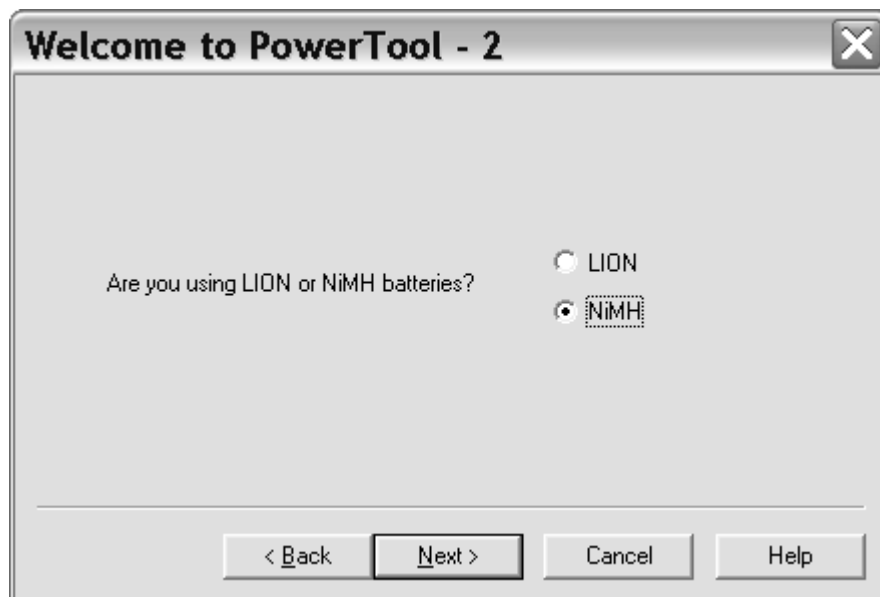 Welcome to PowerTool - 2
Are you using LION or NiMH batteries?
LION
NiMH
< Back
Next >
Cancel
Help